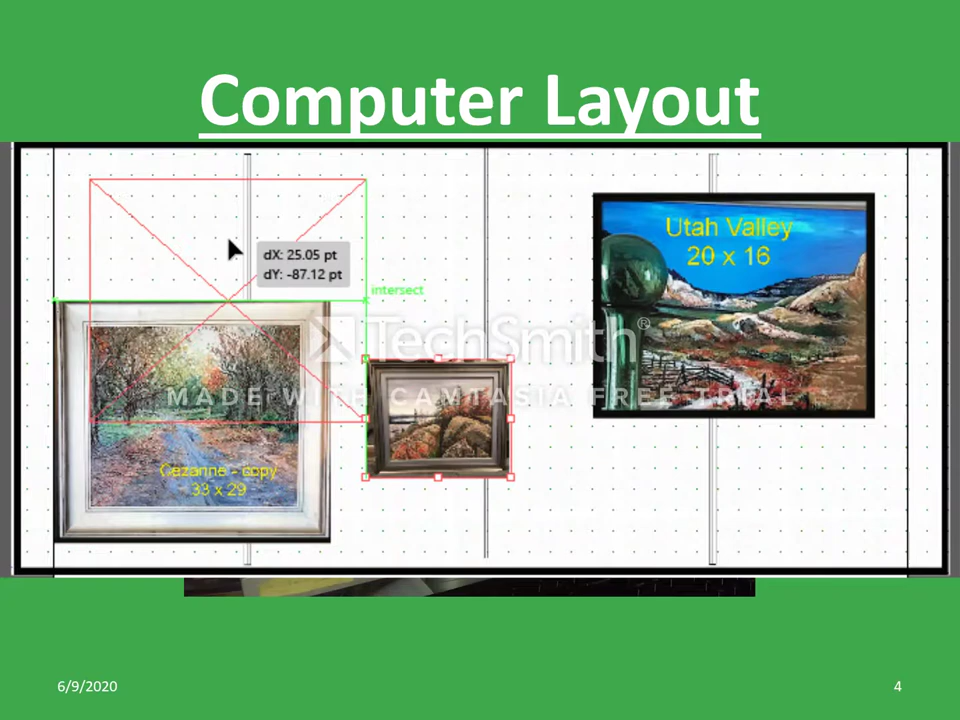 Computer Layout
dX: 25.05 pt
dY: -87.12 pt
intersect
Utah Valley
20 x 16
TechSmith®
MADE WITH CAMTASIA FREE TRIAL
Cezanne - copy
33 x 29
6/9/2020
4